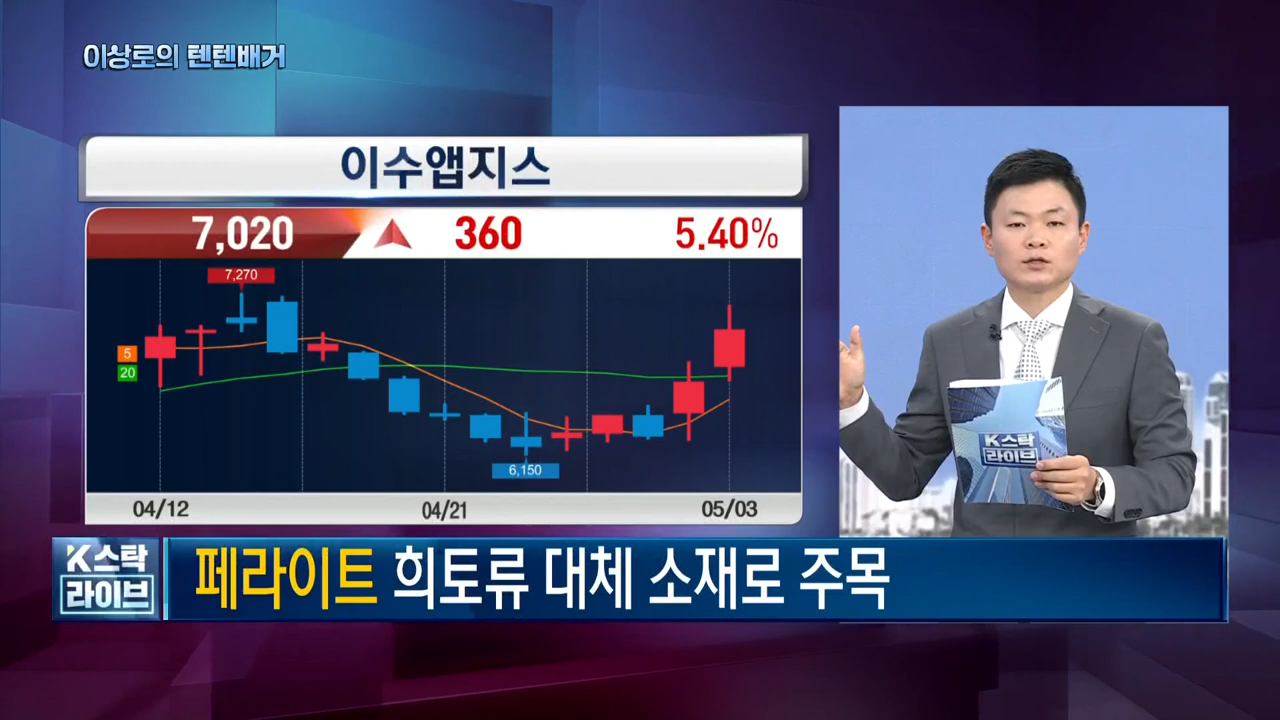 이상로의 텐텐배거
이수앱지스
7,020 360 5.40%
7,270
5
20
6,150
04/12 04/21 05/03
K스탁
라이브
K스탁
라이브
페라이트 희토류 대체 소재로 주목